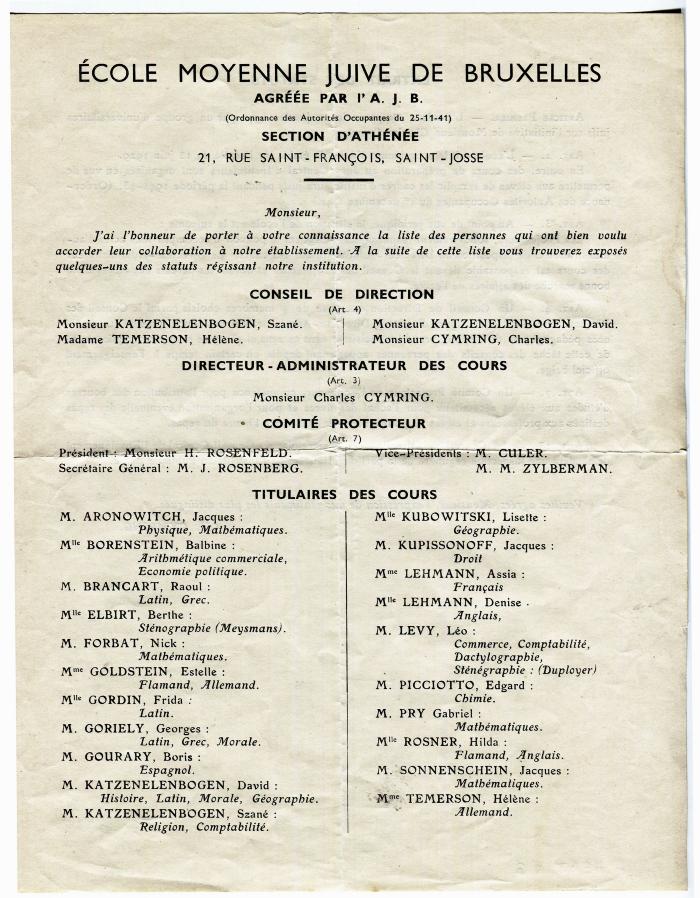 ÉCOLE MOYENNE JUIVE DE BRUXELLES
AGRÉÉE PAR l'A. J. B.
(Ordonnance des Autorités Occupantes du 25-11-41)
SECTION D'ATHÉNÉE
21, RUE SAINT-FRANÇOIS, SAINT-JOSSE
Monsieur,
J'ai l'honneur de porter à votre connaissance la liste des personnes qui ont bien voulu
accorder leur collaboration à notre établissement. A la suite de cette liste vous trouverez exposés
quelques-uns des statuts régissant notre institution.
CONSEIL DE DIRECTION
(Art. 4)
Monsieur KATZENELENBOGEN, Szané.
Madame TEMERSON, Hélène.
Monsieur KATZENELENBOGEN, David.
Monsieur CYMRING, Charles.
DIRECTEUR-ADMINISTRATEUR DES COURS
(Art. 3)
Monsieur Charles CYMRING.
COMITÉ PROTECTEUR
(Art. 7)
Président : Monsieur H. ROSENFELD.
Secrétaire Général : M. J. ROSENBERG.
Vice-Présidents : M. CULER.
M. M. ZYLBERMAN.
TITULAIRES DES COURS
M. ARONOWITCH, Jacques :
Physique, Mathématiques.
Mlle BORENSTEIN, Balbine :
Arithmétique commerciale,
Economie politique.
M. BRANCART, Raoul :
Latin, Grec.
Mlle ELBIRT, Berthe :
Sténographie (Meysmans).
M. FORBAT, Nick :
Mathématiques.
Mme GOLDSTEIN, Estelle :
Flamand, Allemand.
Mlle GORDIN, Frida :
Latin.
M. GORIELY, Georges :
Latin, Grec, Morale.
M. GOURARY, Boris :
Espagnol.
M. KATZENELENBOGEN, David :
Histoire, Latin, Morale, Géographie.
M. KATZENELENBOGEN, Szané :
Religion, Comptabilité.
Mlle KUBOWITSKI, Lisette :
Géographie.
M. KUPISSONOFF, Jacques :
Droit
Mme LEHMANN, Assia :
Français
Mlle LEHMANN, Denise .
Anglais,
M. LEVY, Léo :
Commerce, Comptabilité,
Dactylographie,
Sténégraphie : (Duployer)
M. PICCIOTTO, Edgard :
Chimie.
M. PRY Gabriel :
Mathématiques.
Mlle ROSNER, Hilda :
Flamand, Anglais.
M. SONNENSCHEIN, Jacques :
Mathématiques.
Mme TEMERSON, Hélène :
Allemand.